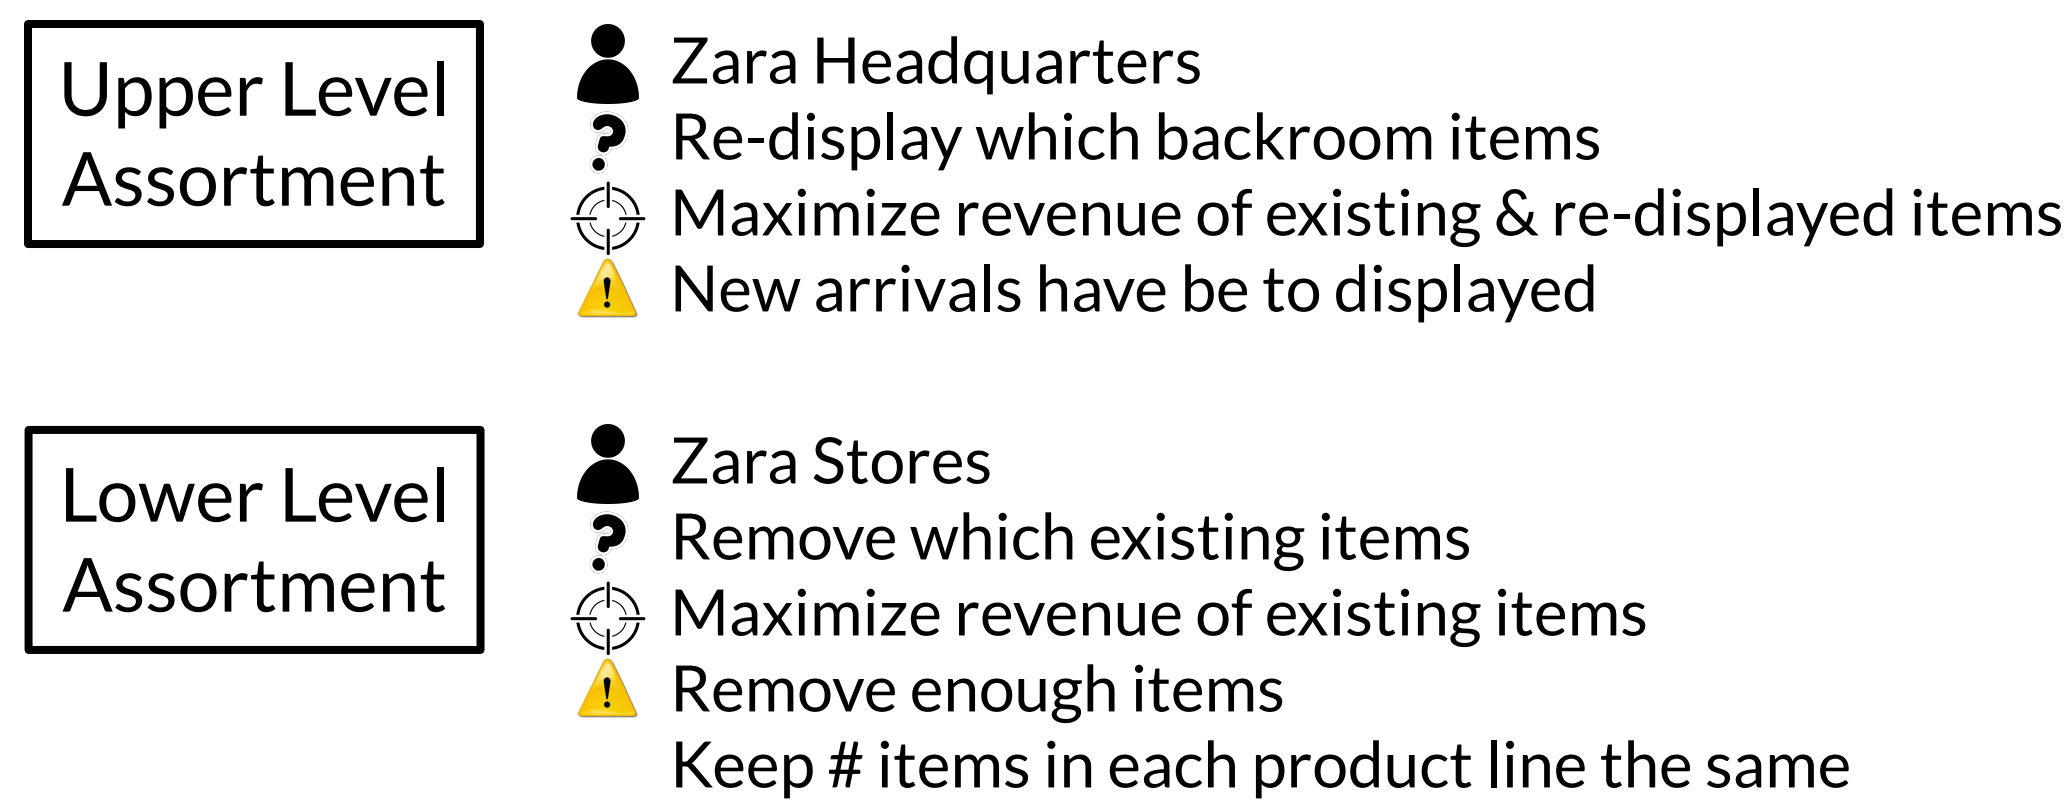 Upper Level
Assortment
Zara Headquarters
Re-display which backroom items
Maximize revenue of existing & re-displayed items
New arrivals have be to displayed
Lower Level
Assortment
Zara Stores
Remove which existing items
Maximize revenue of existing items
Remove enough items
Keep # items in each product line the same